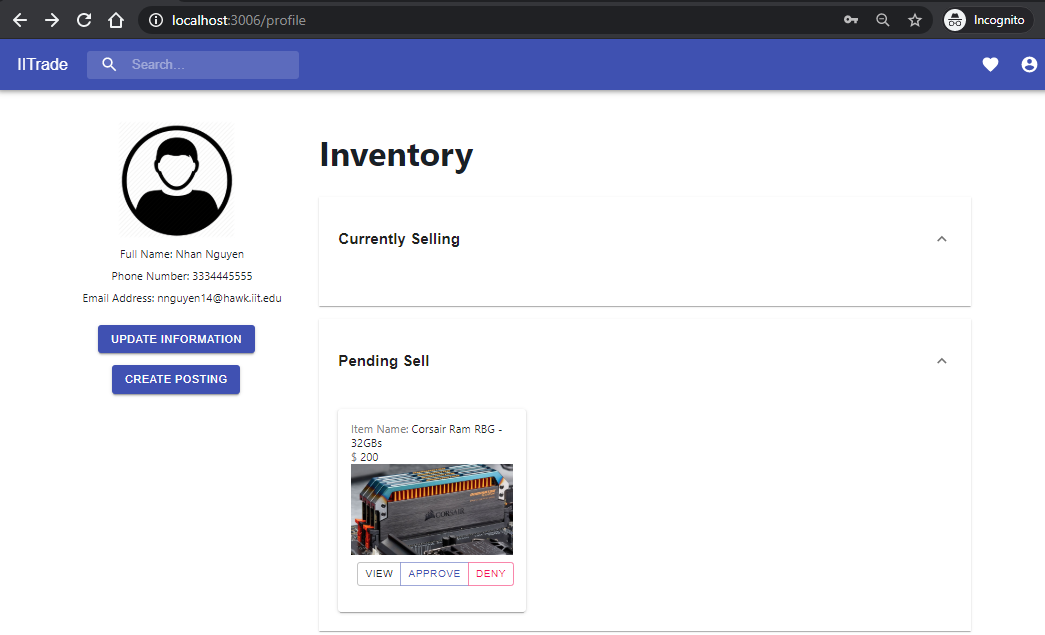 localhost:3006/profile
Incognito
IITrade
Search...
Inventory
Full Name: Nhan Nguyen
Phone Number: 3334445555
Email Address: nnguyen14@hawk.iit.edu
UPDATE INFORMATION
CREATE POSTING
Currently Selling
Pending Sell
Item Name: Corsair Ram RBG -
32GBs
$ 200
CORSAIR
VIEW APPROVE DENY